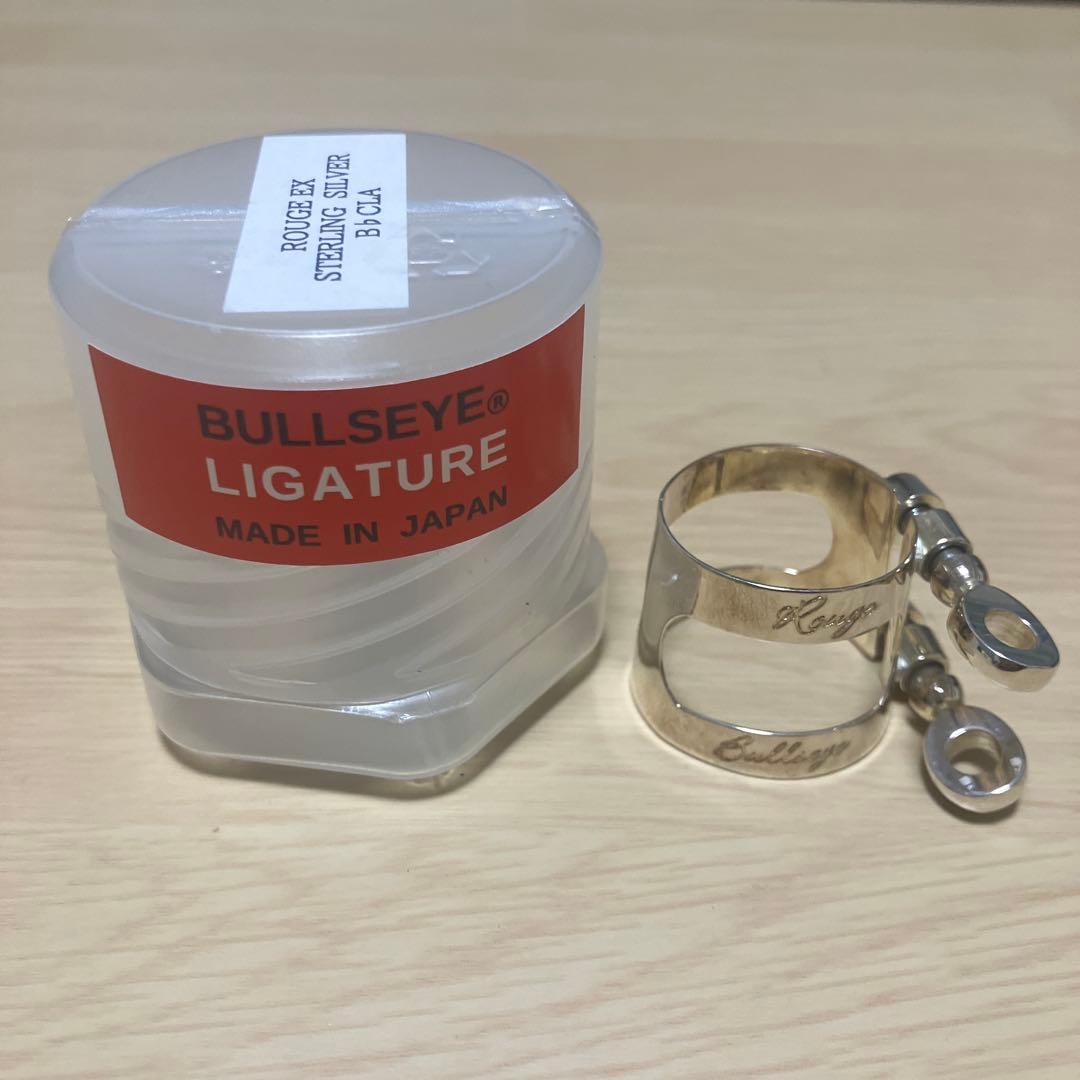 ROUGE EX
STERLING SILVER
B♭CLA
BULLSEYE®
LIGATURE
MADE IN JAPAN
Rouge
Bullseye